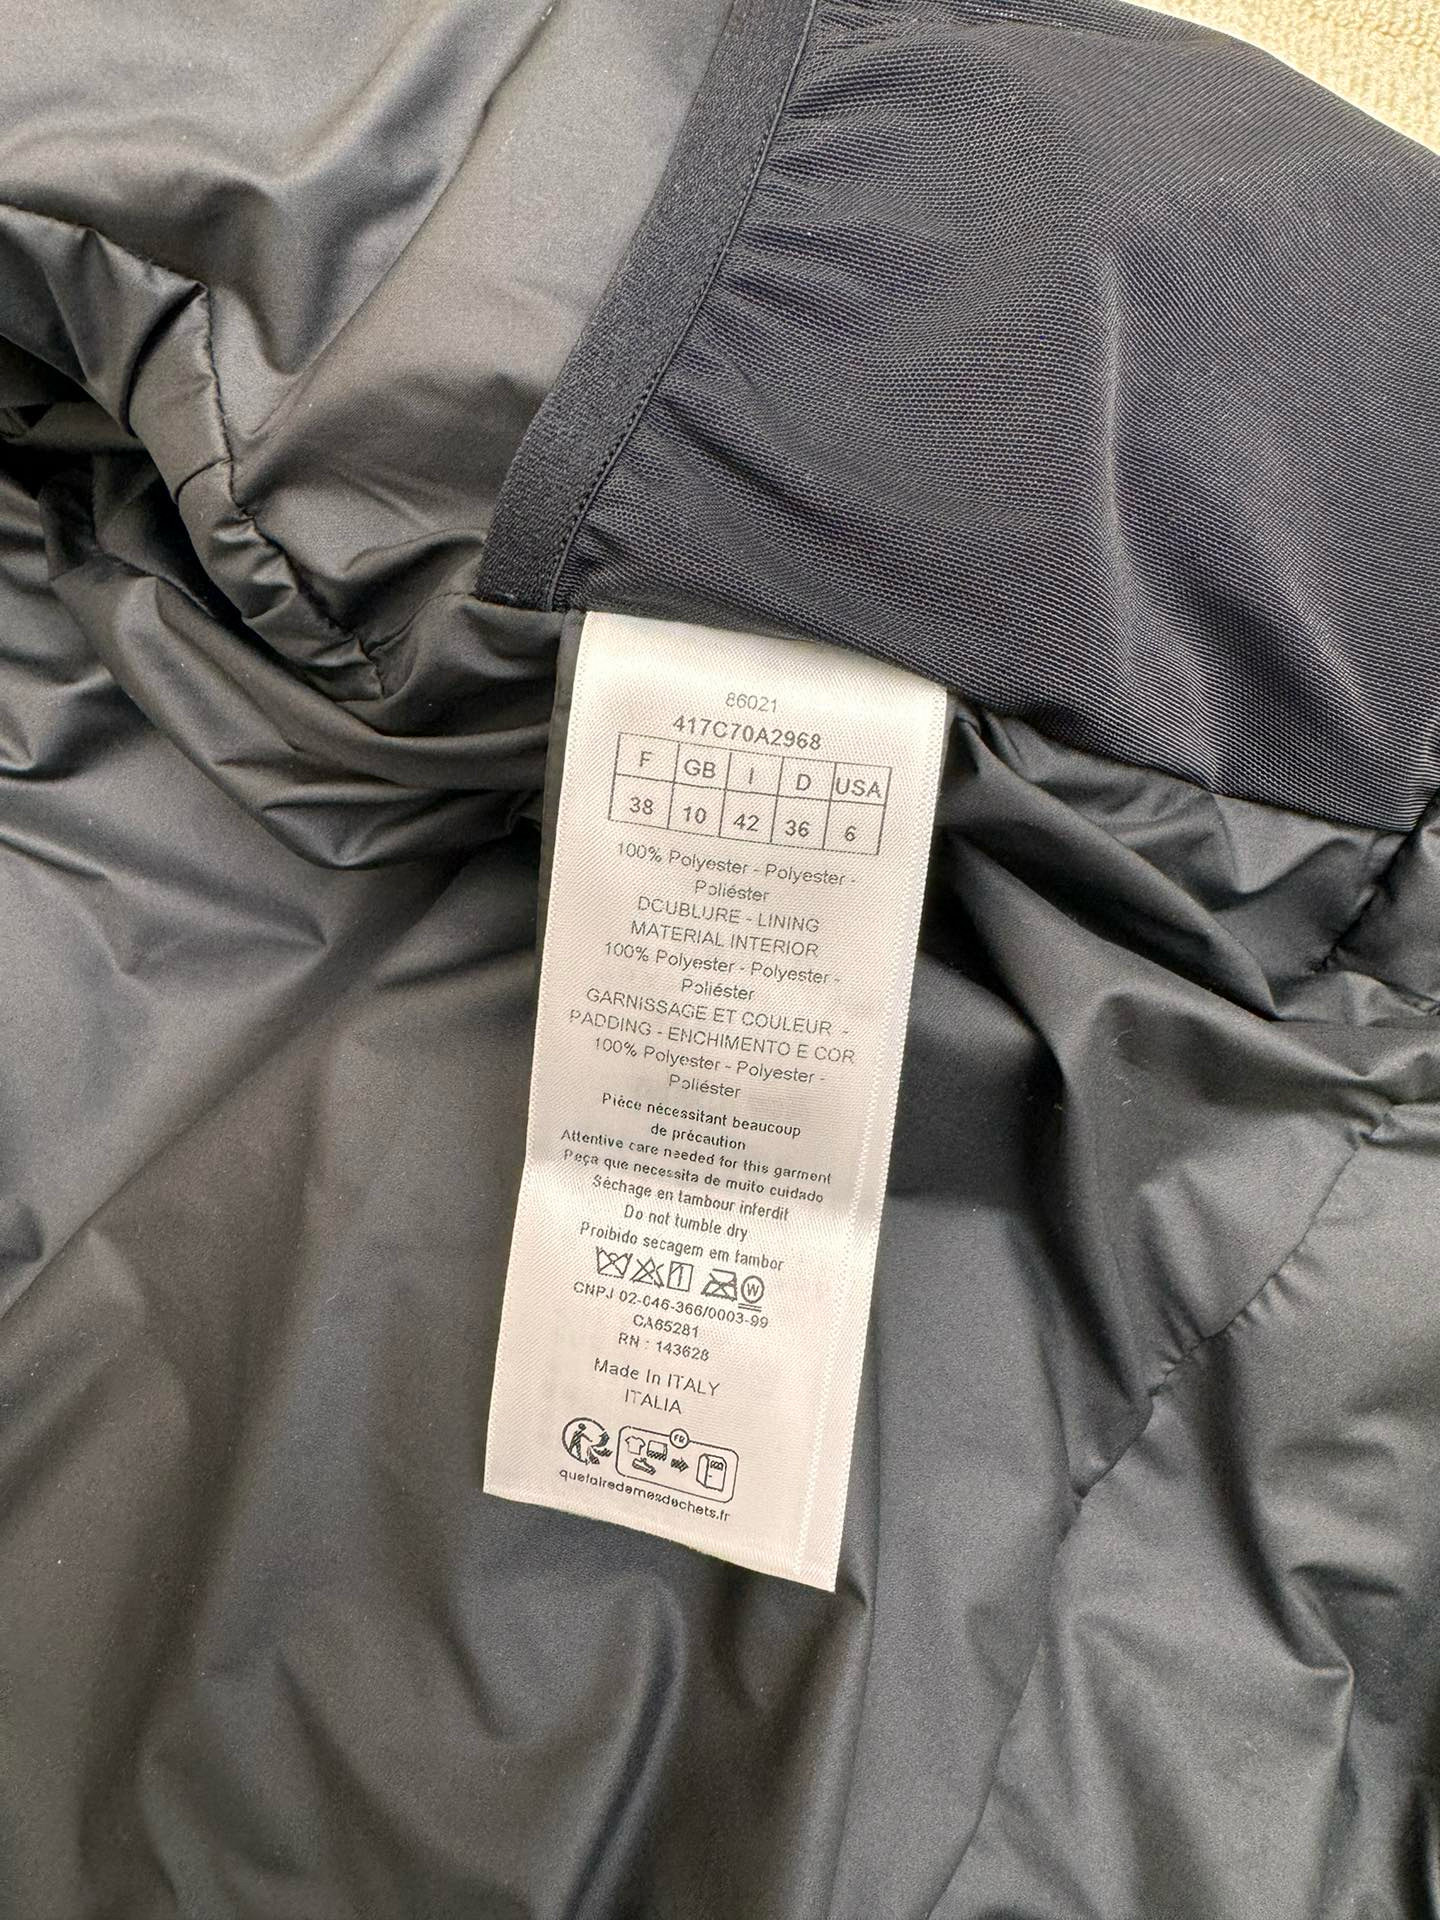 86021
417C70A2968
F GB I D USA
38 10 42 36 6
100% Polyester - Polyester -
Poliéster
DCUBLURE - LINING
MATERIAL INTERIOR
100% Polyester - Polyester -
Poliéster
GARNISSAGE ET COULEUR -
PADDING - ENCHIMENTO E COR
100% Polyester - Polyester -
Poliéster
Pièce nécessitant beaucoup
de précaution
Attentive care needed for this garment
Peça que necessita de muito cuidado
Séchage en tambour interdit
Do not tumble dry
Proibido secagem em tambor
W
CNPJ 02-046-366/0003-99
CA65281
RN : 143628
Made In ITALY
ITALIA
FR
quefairedemesdechets.fr